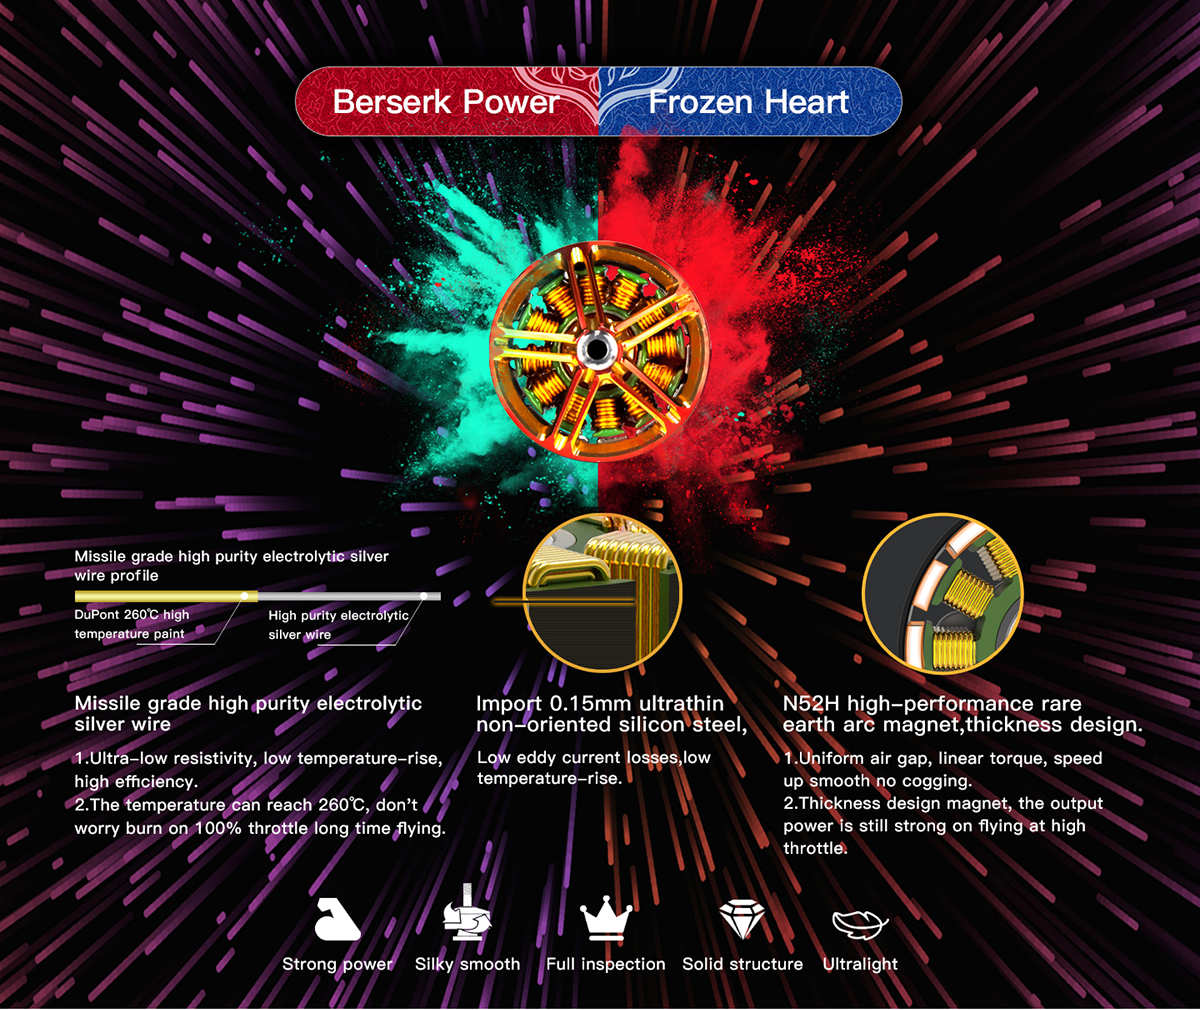 Berserk Power
Frozen Heart
Missile grade high purity electrolytic silver
wire profile
DuPont 260℃ high
temperature paint
High purity electrolytic
silver wire
Missile grade high purity electrolytic
silver wire
1.Ultra-low resistivity, low temperature-rise,
high efficiency.
2.The temperature can reach 260℃, don't
worry burn on 100% throttle long time flying.
Import 0.15mm ultrathin
non-oriented silicon steel,
Low eddy current losses,low
temperature-rise.
N52H high-performance rare
earth arc magnet,thickness design.
1.Uniform air gap, linear torque, speed
up smooth no cogging.
2.Thickness design magnet, the output
power is still strong on flying at high
throttle.
Strong power
Silky smooth
Full inspection
Solid structure
Ultralight